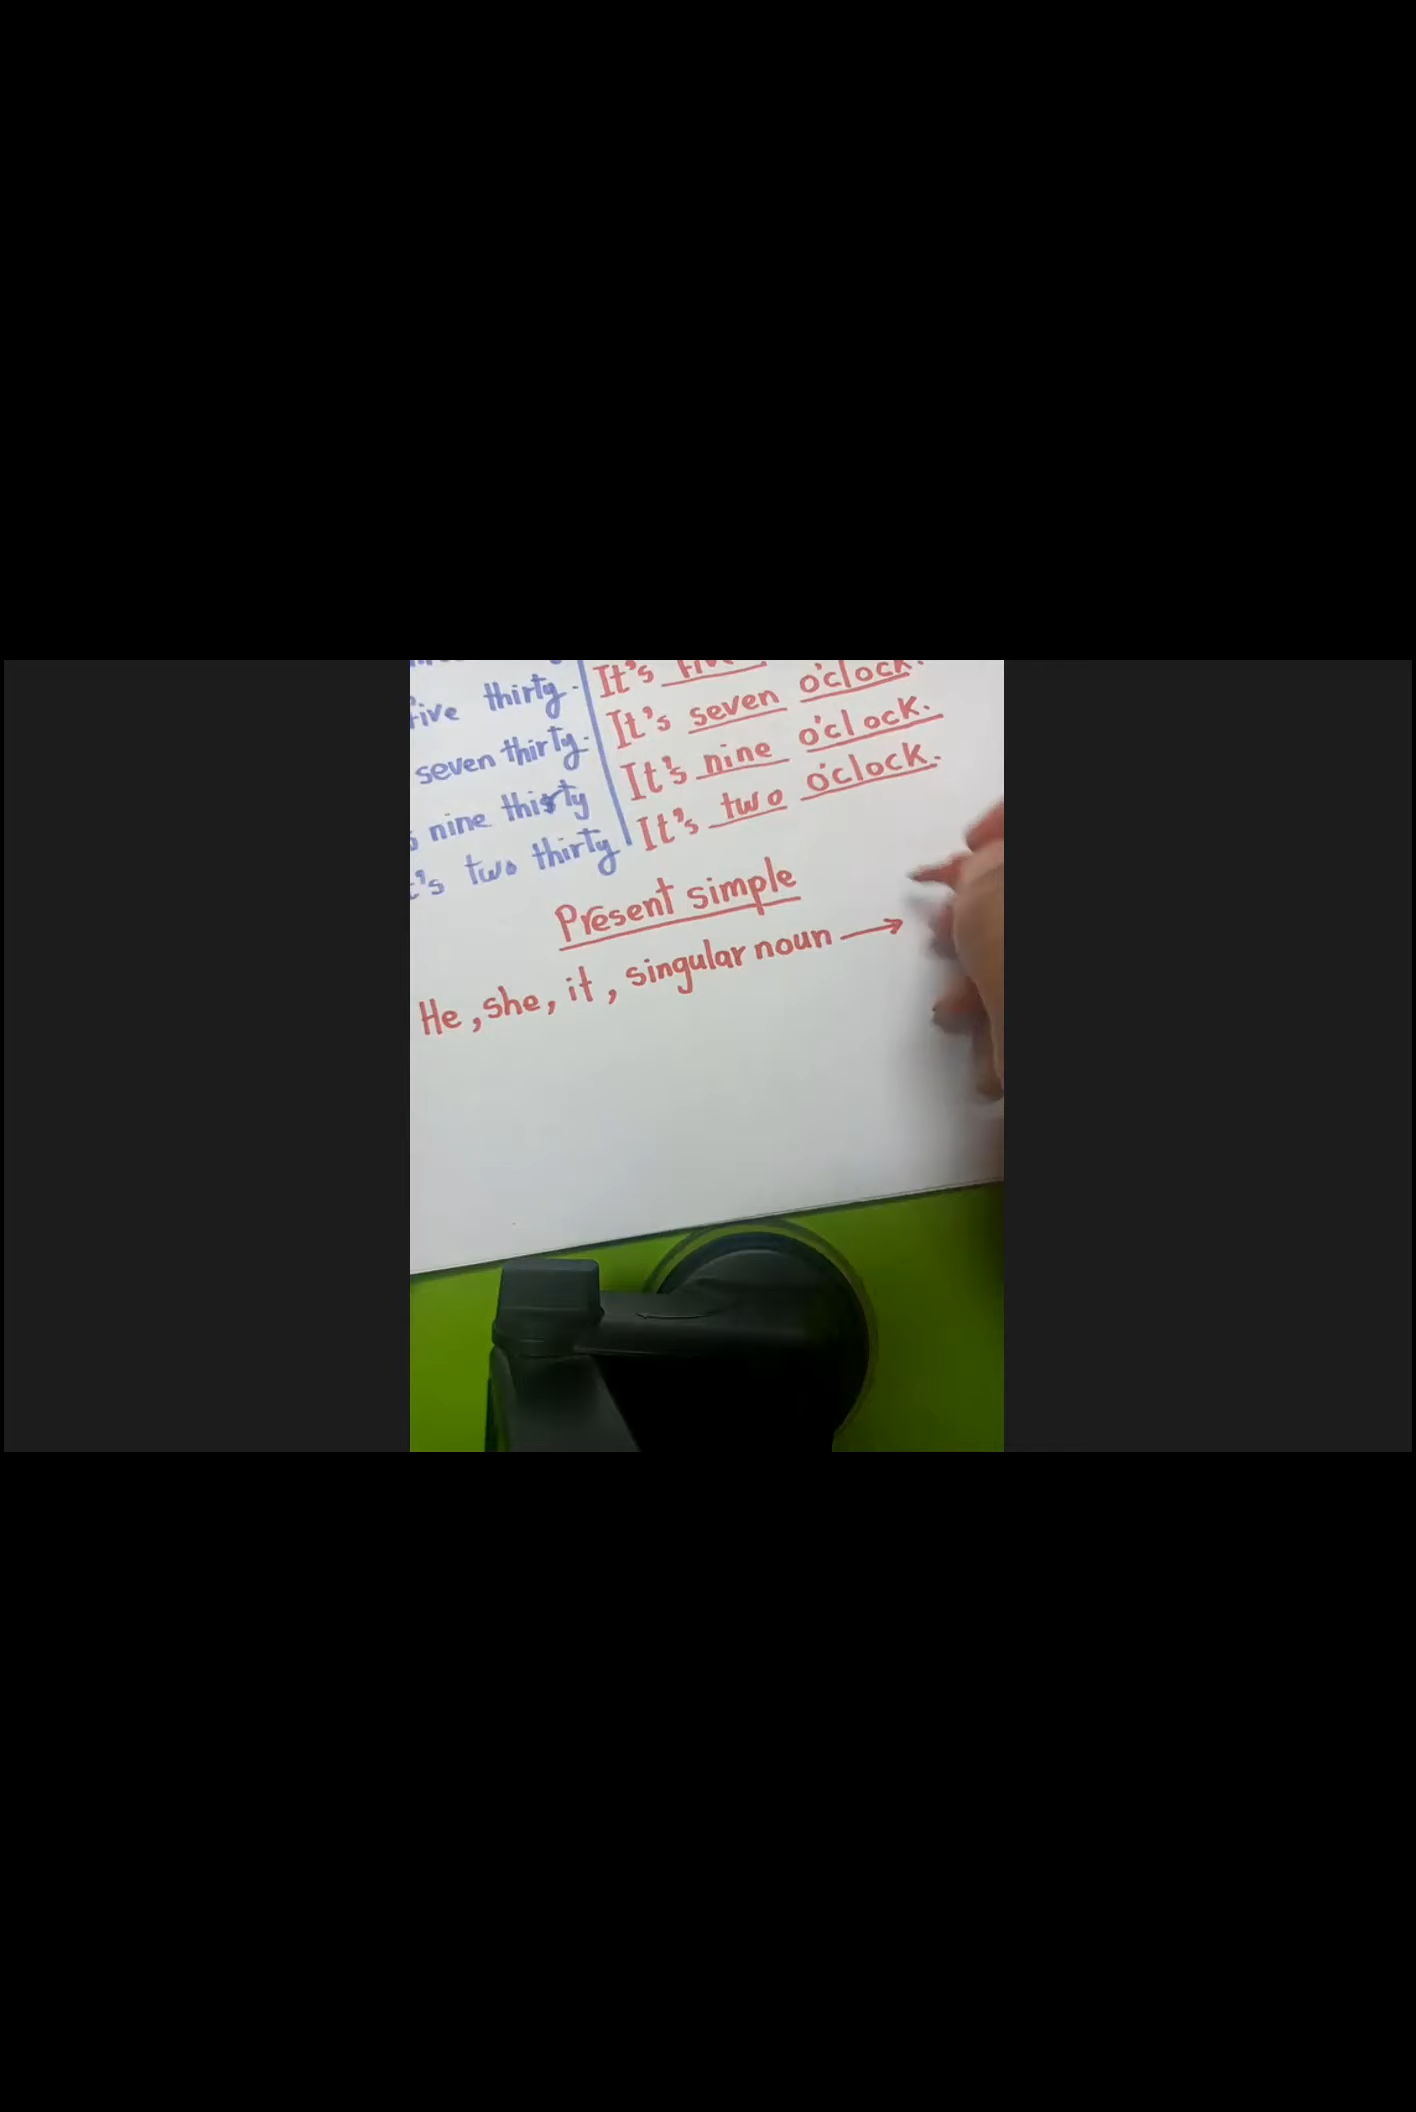 five thirty.
seven thirty.
nine thirty
t's two thirty
It's five
It's seven o'clock.
It's nine o'clock.
It's two o'clock.
Present simple
He, she, it, singular noun →